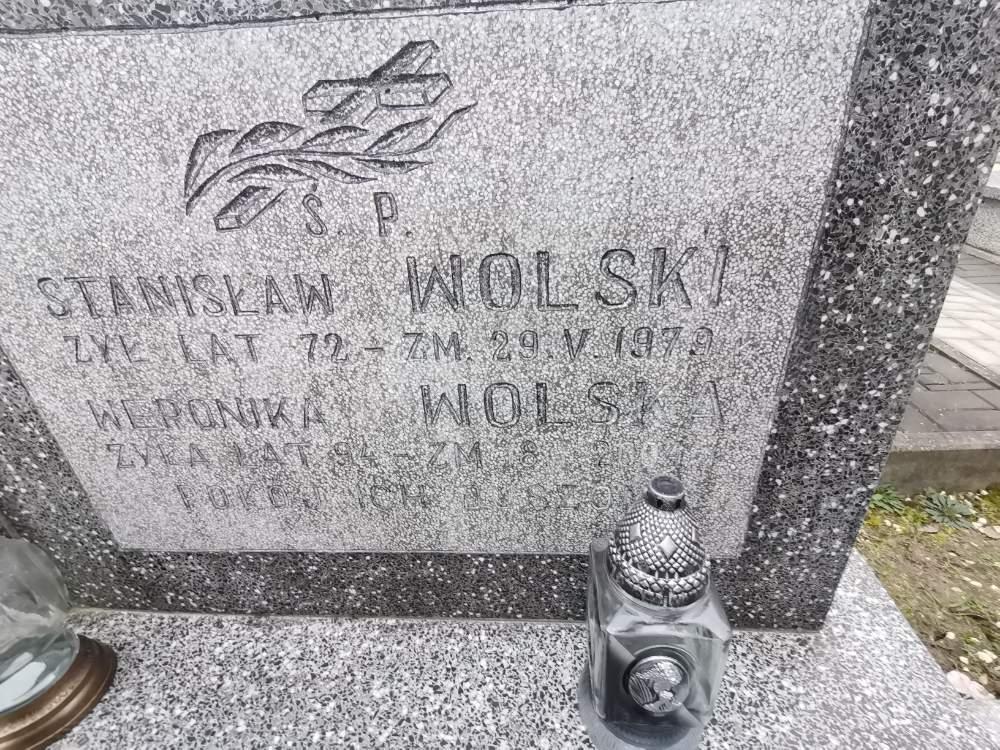 Ś. P.
STANISŁAW WOLSKI
ŻYŁ LAT 72 - ZM. 29.V.1979
WERONIKA WOLSKA
ŻYŁA LAT 94 - ZM 8
POKÓJ ICH DUSZOM